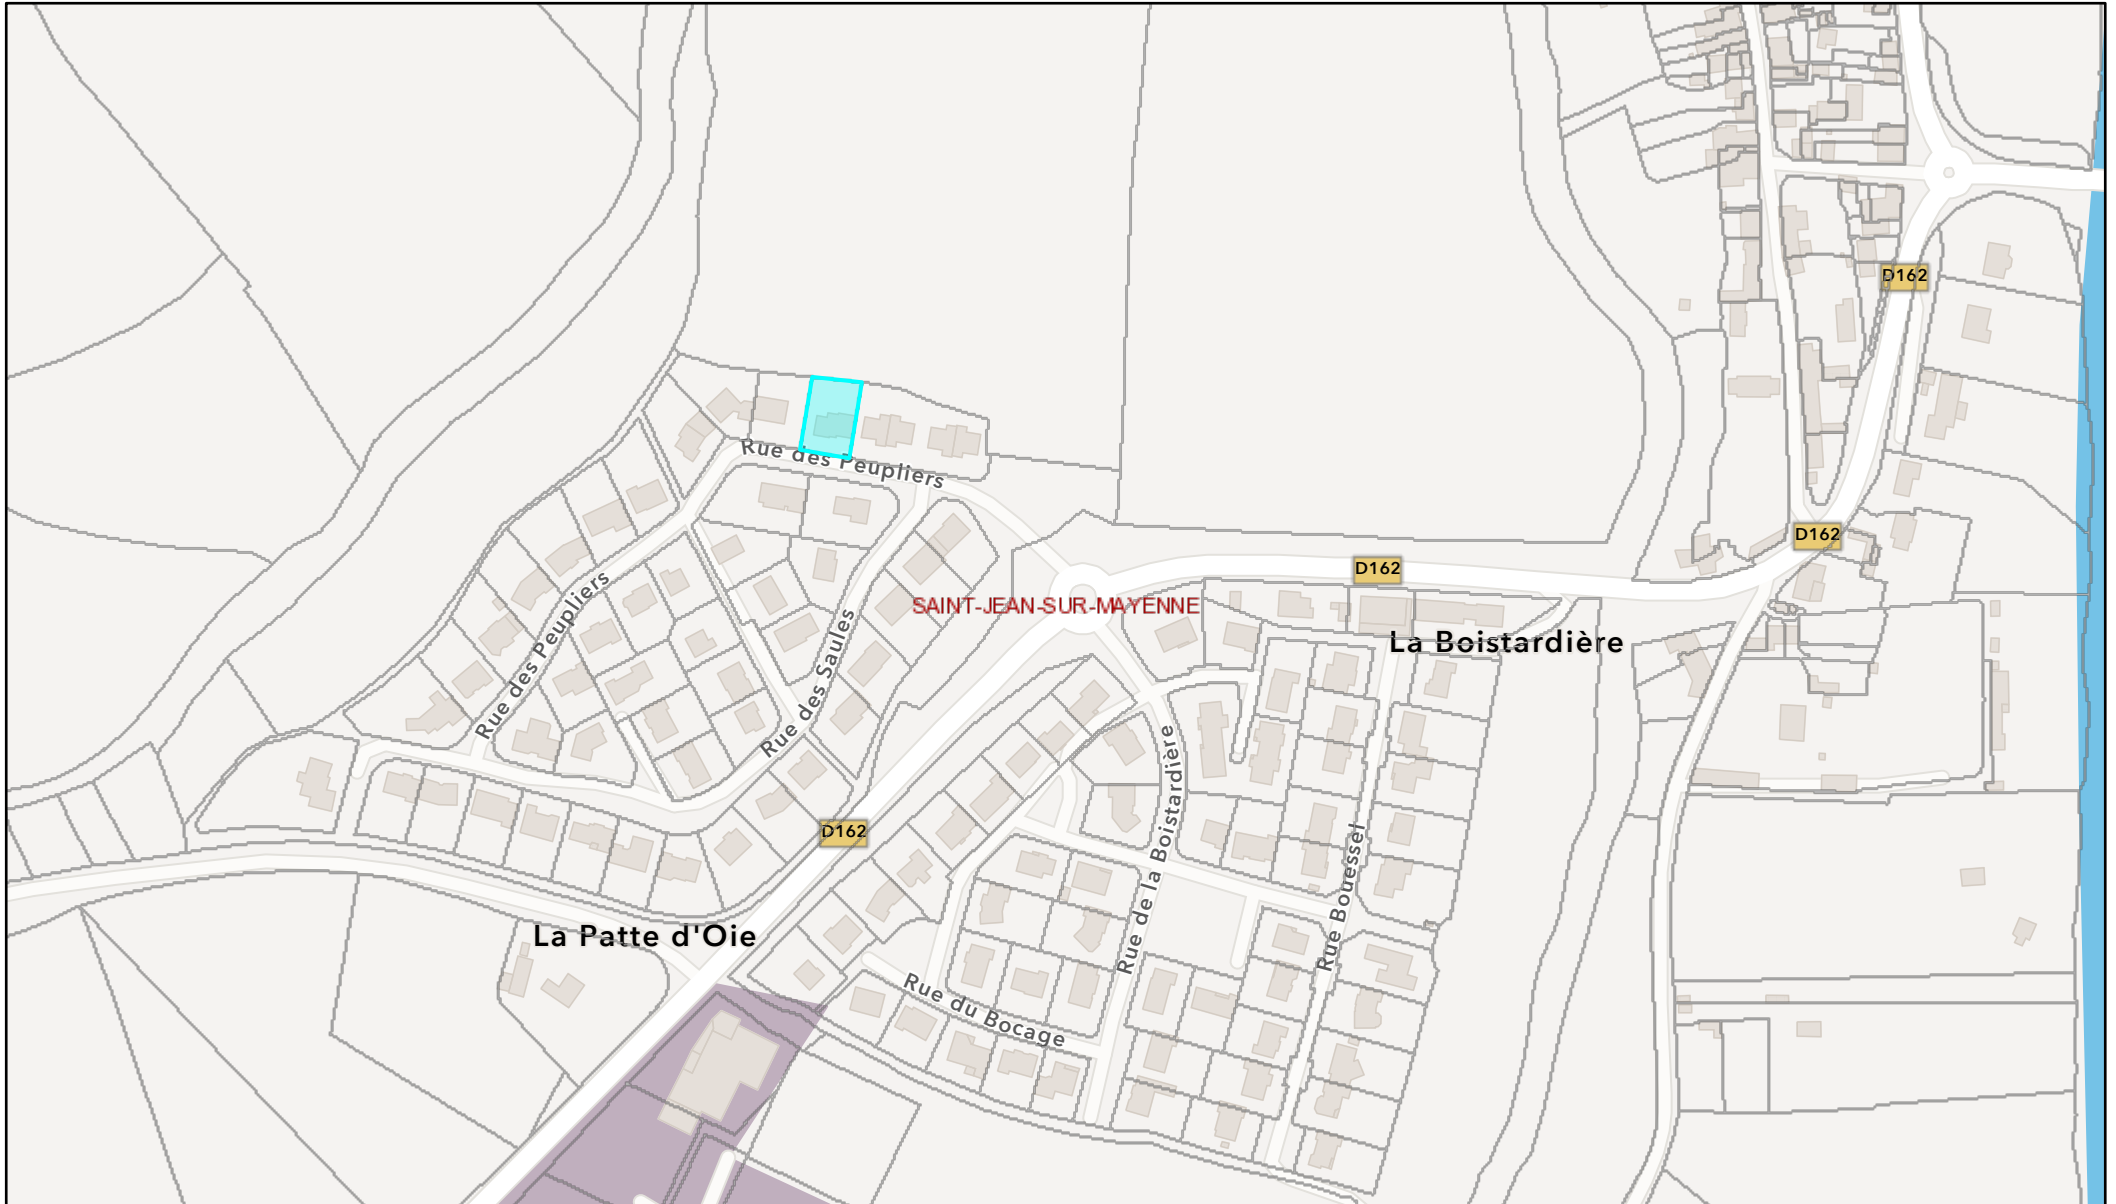 D162
Rue des Peupliers
D162
D162
SAINT-JEAN-SUR-MAYENNE
Rue des Peupliers
Rue des Saules
La Boistardière
Rue de la Boistardière
D162
Rue Bouessel
La Patte d'Oie
Rue du Bocage